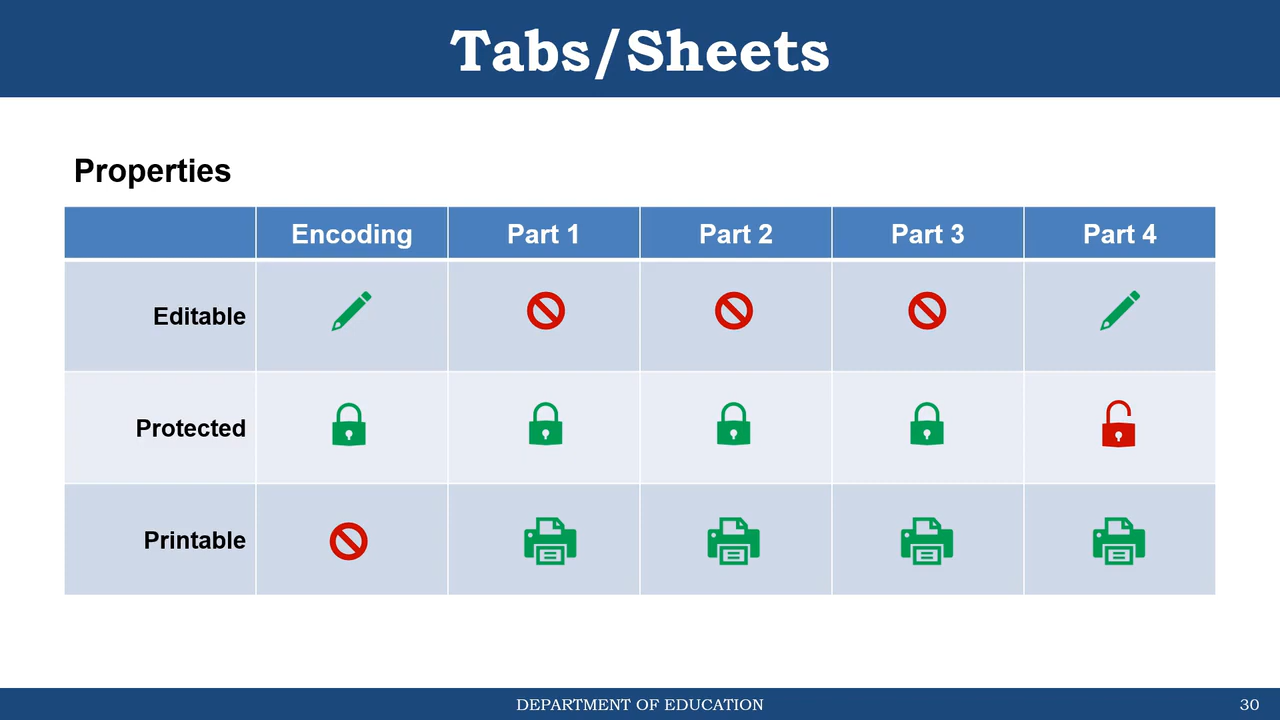 Tabs/Sheets
Properties
Encoding Part 1 Part 2 Part 3 Part 4
Editable
Protected
Printable
DEPARTMENT OF EDUCATION 30